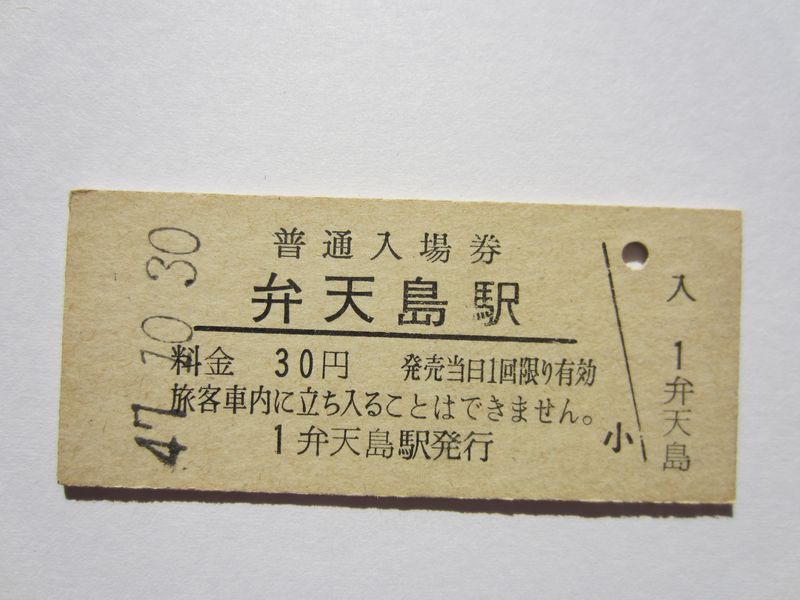 47.10.30
普通入場券
弁天島駅
料金 30円 発売当日1回限り有効
旅客車内に立ち入ることはできません。
1弁天島駅発行
小
入
1弁天島